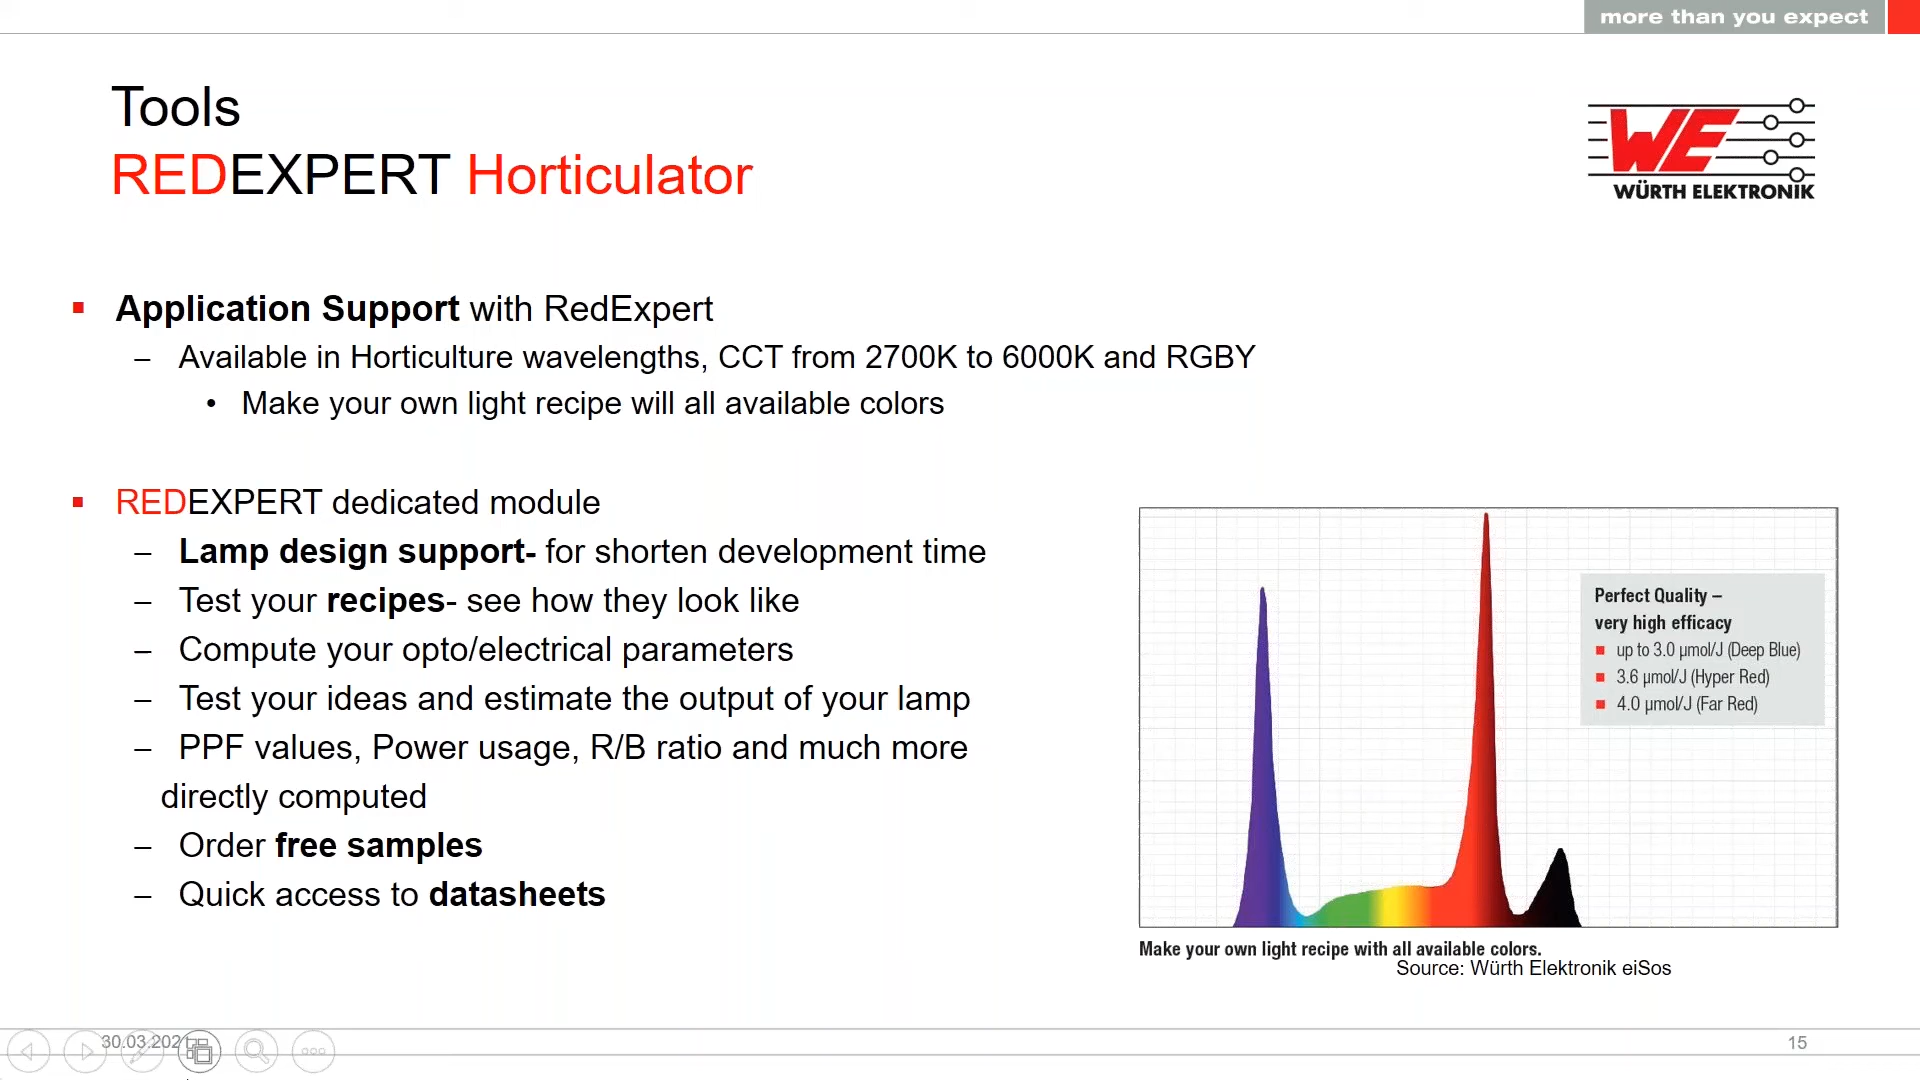 more than you expect
Tools
REDEXPERT Horticulator
WE
WÜRTH ELEKTRONIK
Application Support with RedExpert
– Available in Horticulture wavelengths, CCT from 2700K to 6000K and RGBY
• Make your own light recipe will all available colors
REDEXPERT dedicated module
– Lamp design support- for shorten development time
– Test your recipes- see how they look like
– Compute your opto/electrical parameters
– Test your ideas and estimate the output of your lamp
– PPF values, Power usage, R/B ratio and much more
directly computed
– Order free samples
– Quick access to datasheets
Perfect Quality –
very high efficacy
up to 3.0 µmol/J (Deep Blue)
3.6 µmol/J (Hyper Red)
4.0 µmol/J (Far Red)
Make your own light recipe with all available colors.
Source: Würth Elektronik eiSos
15